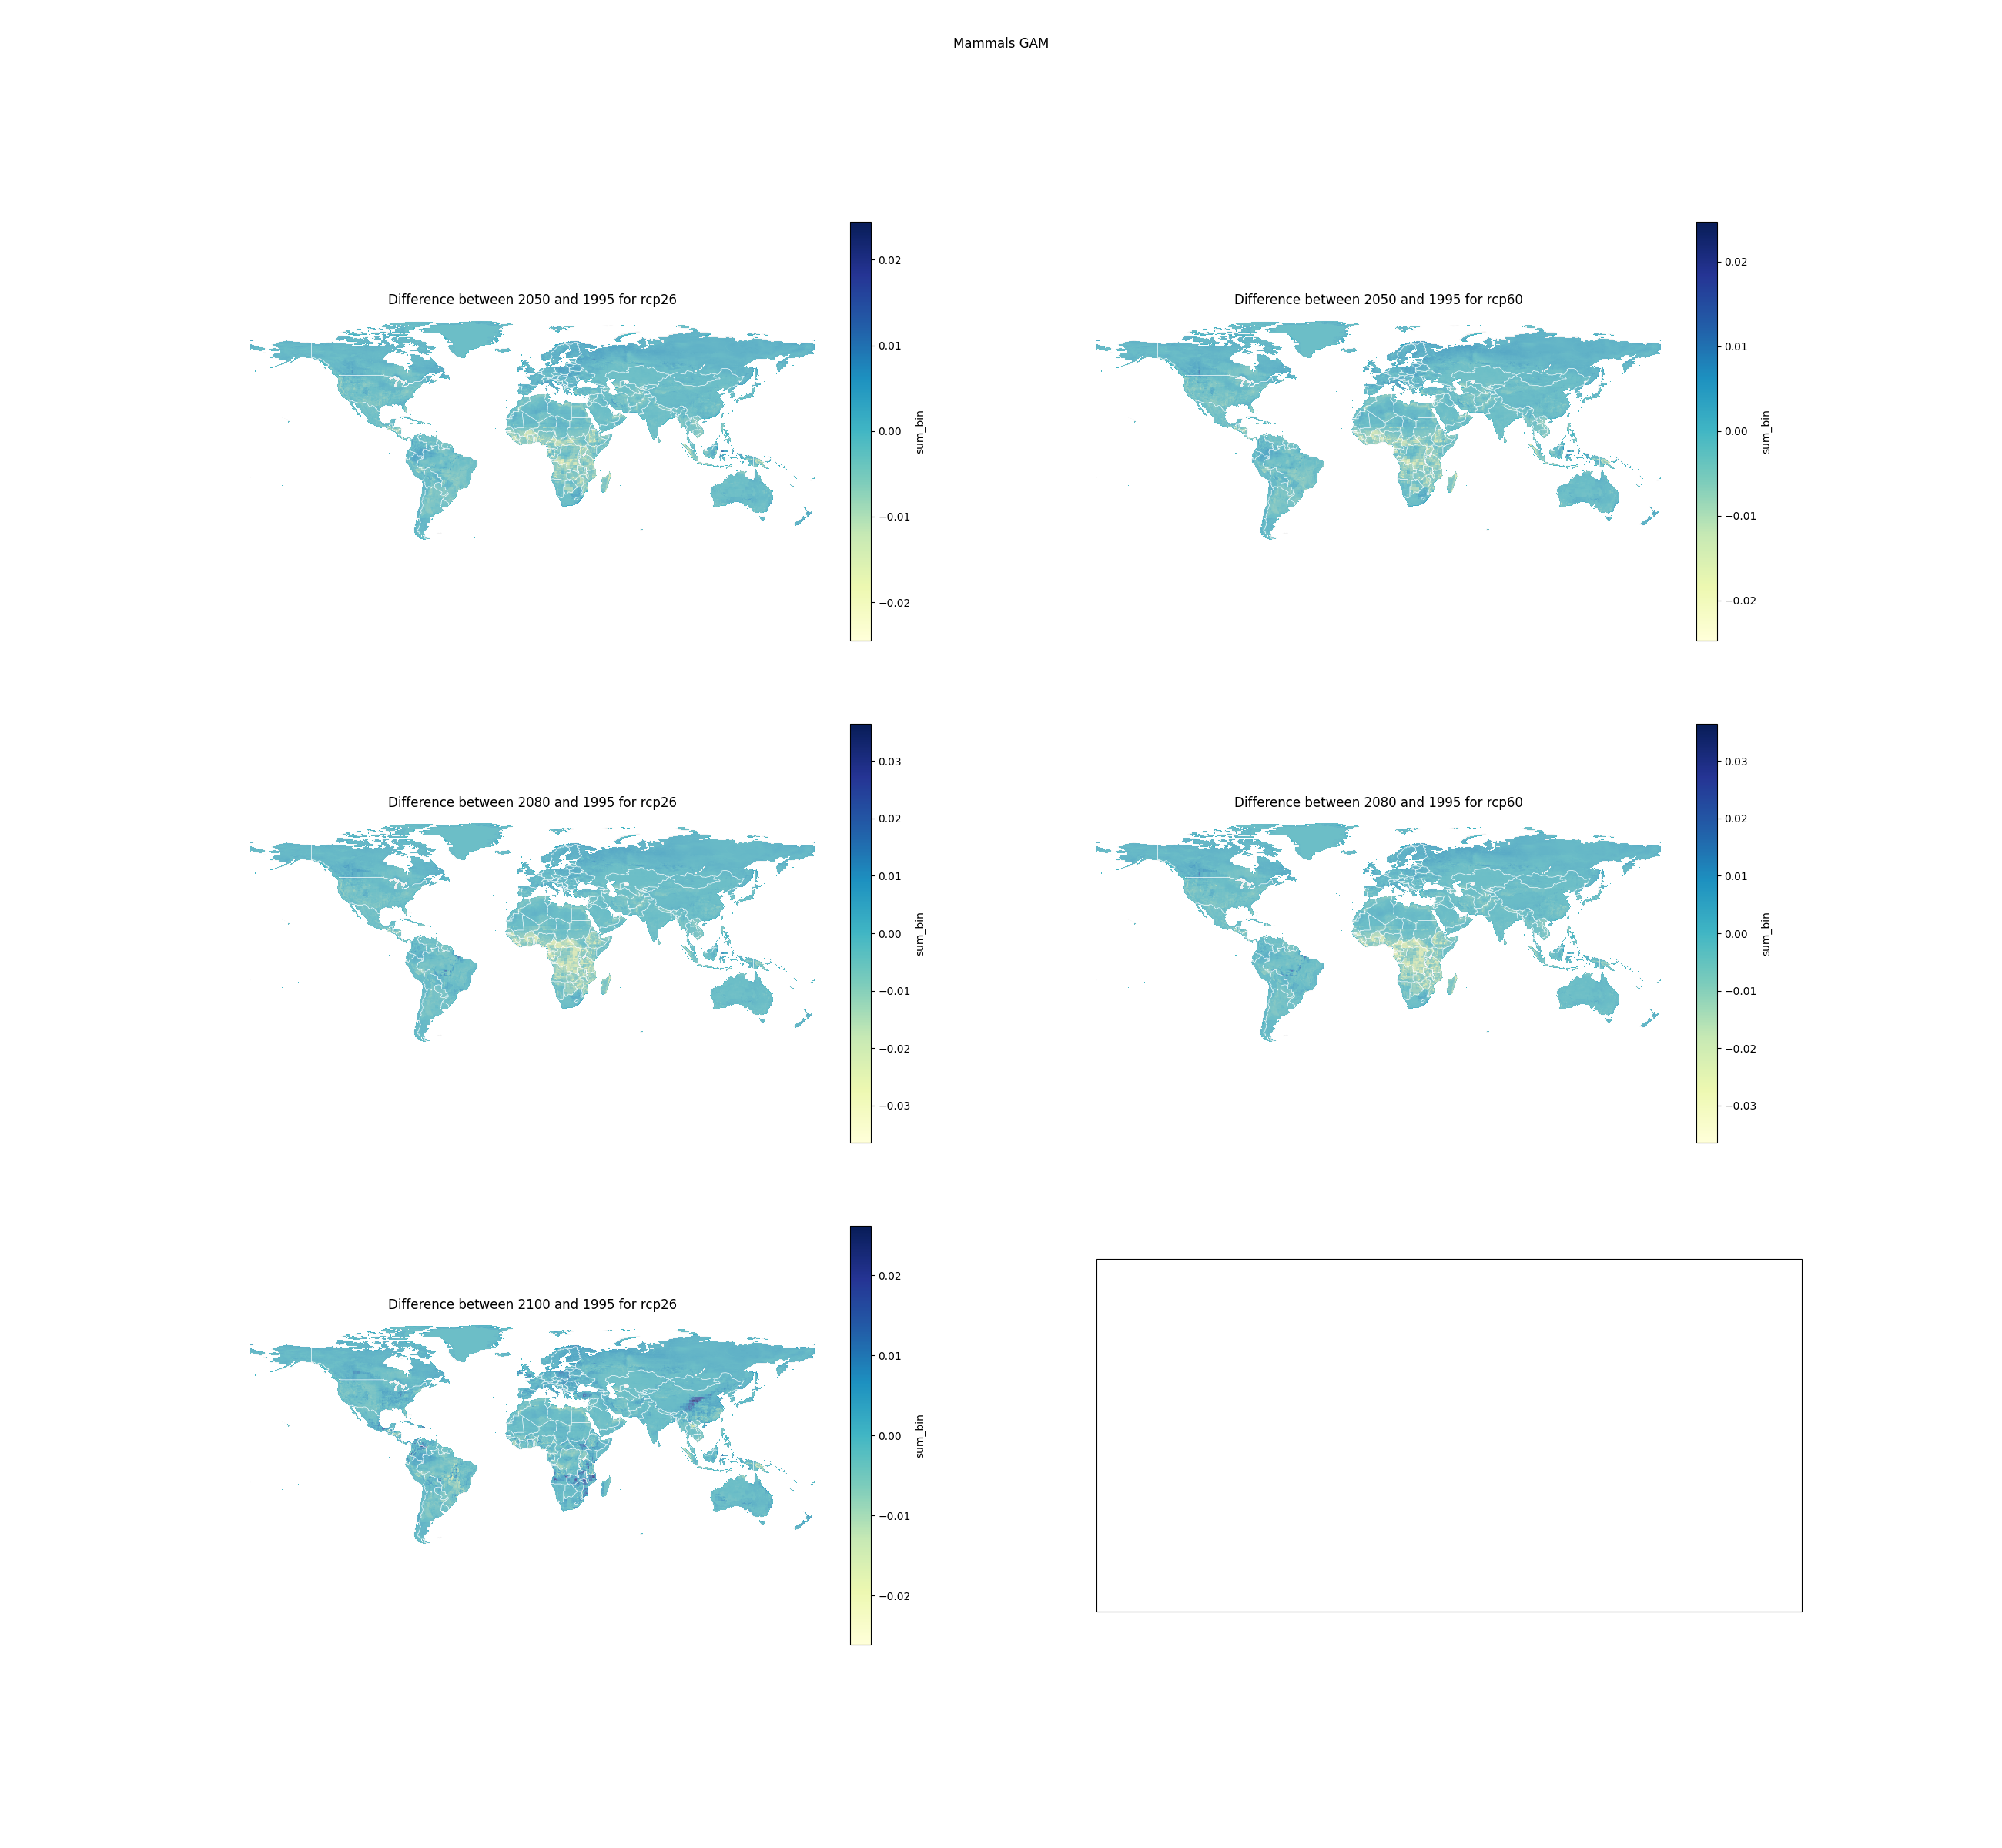 Mammals GAM
Difference between 2050 and 1995 for rcp26
0.02
0.01
0.00
−0.01
−0.02
sum_bin
Difference between 2050 and 1995 for rcp60
0.02
0.01
0.00
−0.01
−0.02
sum_bin
Difference between 2080 and 1995 for rcp26
0.03
0.02
0.01
0.00
−0.01
−0.02
−0.03
sum_bin
Difference between 2080 and 1995 for rcp60
0.03
0.02
0.01
0.00
−0.01
−0.02
−0.03
sum_bin
Difference between 2100 and 1995 for rcp26
0.02
0.01
0.00
−0.01
−0.02
sum_bin